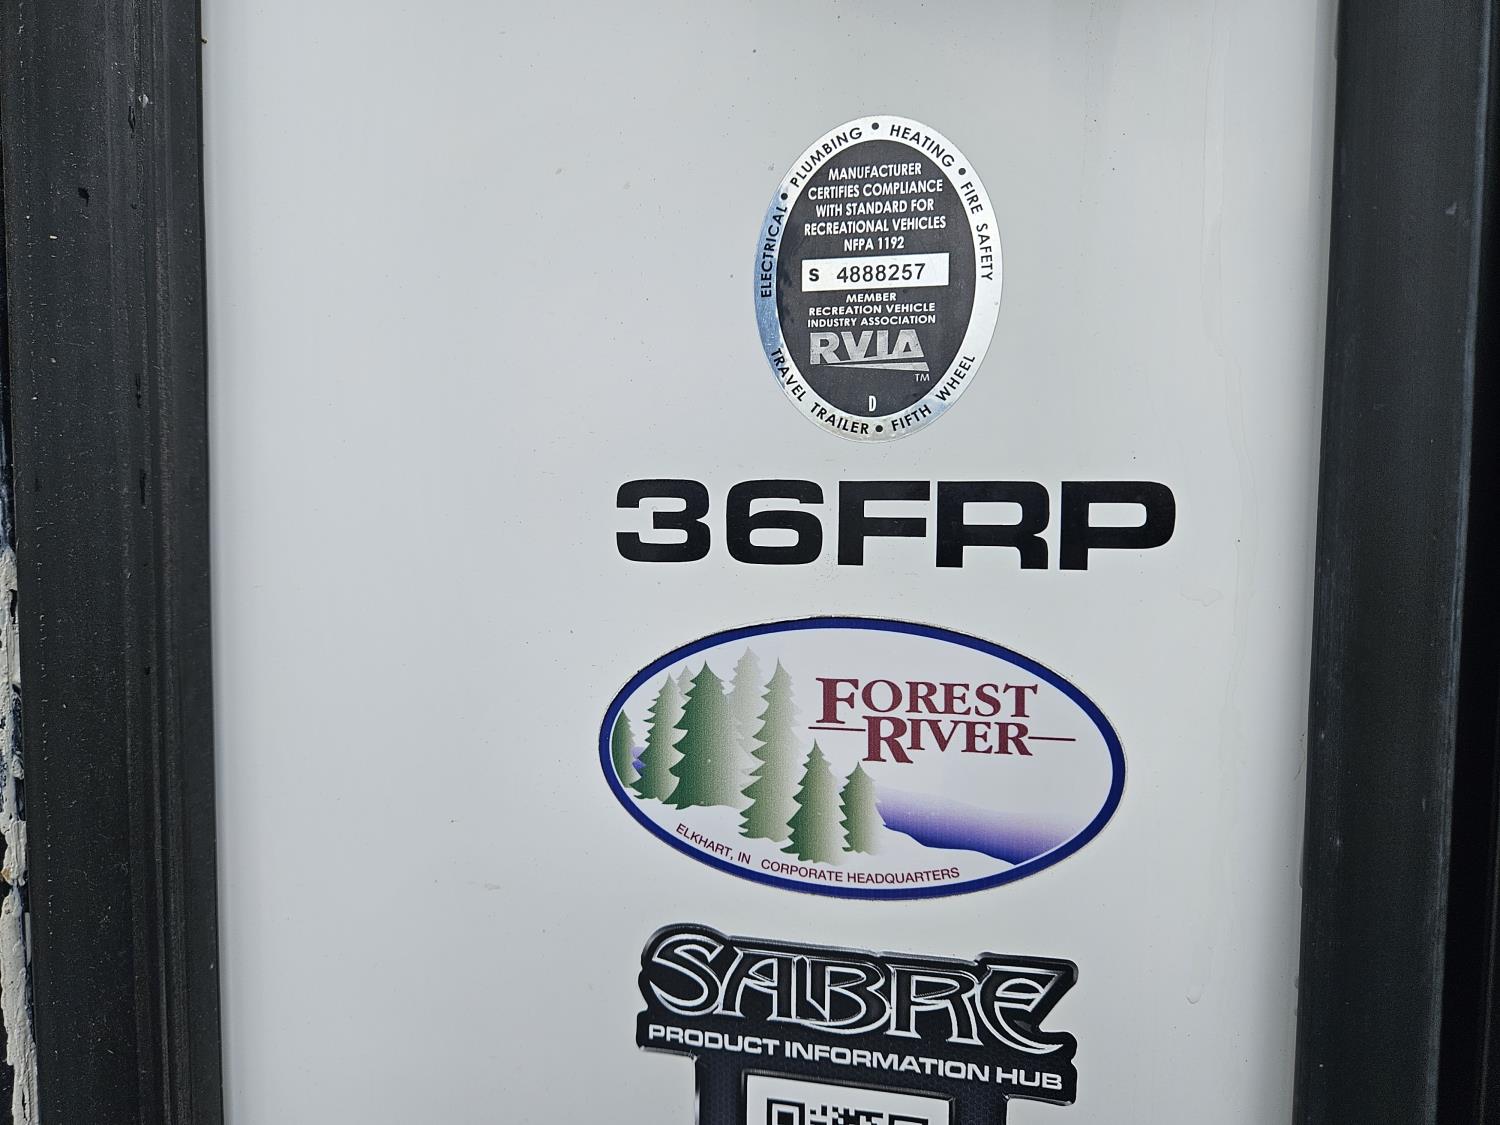 ELECTRICAL • PLUMBING • HEATING • FIRE SAFETY
MANUFACTURER
CERTIFIES COMPLIANCE
WITH STANDARD FOR
RECREATIONAL VEHICLES
NFPA 1192
S 4888257
MEMBER
RECREATION VEHICLE
INDUSTRY ASSOCIATION
RVIA
TM
D
TRAVEL TRAILER • FIFTH WHEEL
36FRP
FOREST
RIVER
ELKHART, IN CORPORATE HEADQUARTERS
SABRE
PRODUCT INFORMATION HUB